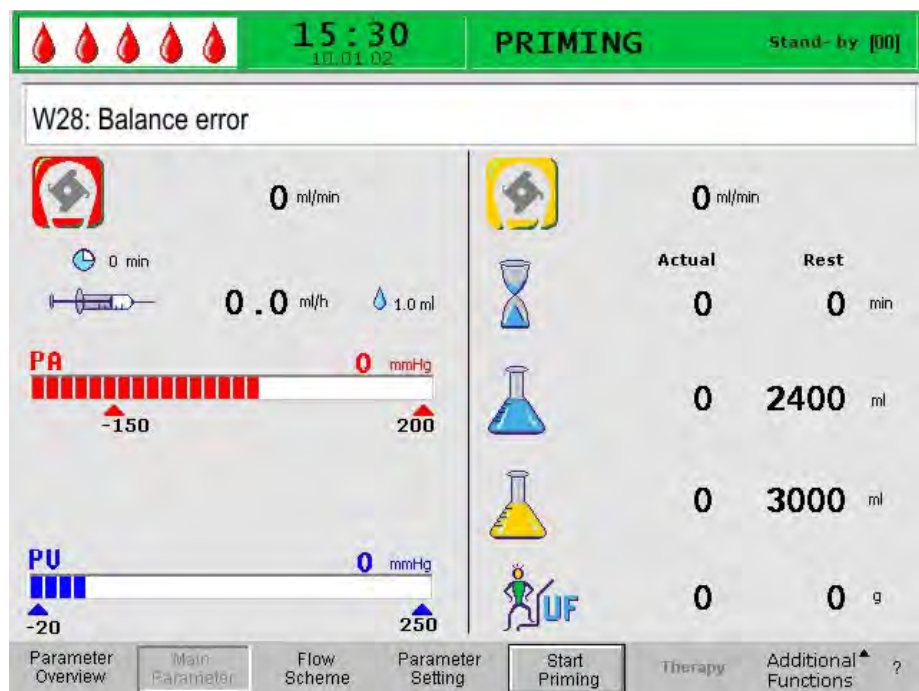 15:30
10.01.02
PRIMING
Stand-by [00]
W28: Balance error
0 ml/min
0 min
0.0 ml/h
1.0 ml
PA 0 mmHg
-150 200
PV 0 mmHg
-20 250
0 ml/min
Actual Rest
0 0 min
0 2400 ml
0 3000 ml
UF 0 0 g
Parameter Overview
Main Parameter
Flow Scheme
Parameter Setting
Start Priming
Therapy
Additional Functions
?